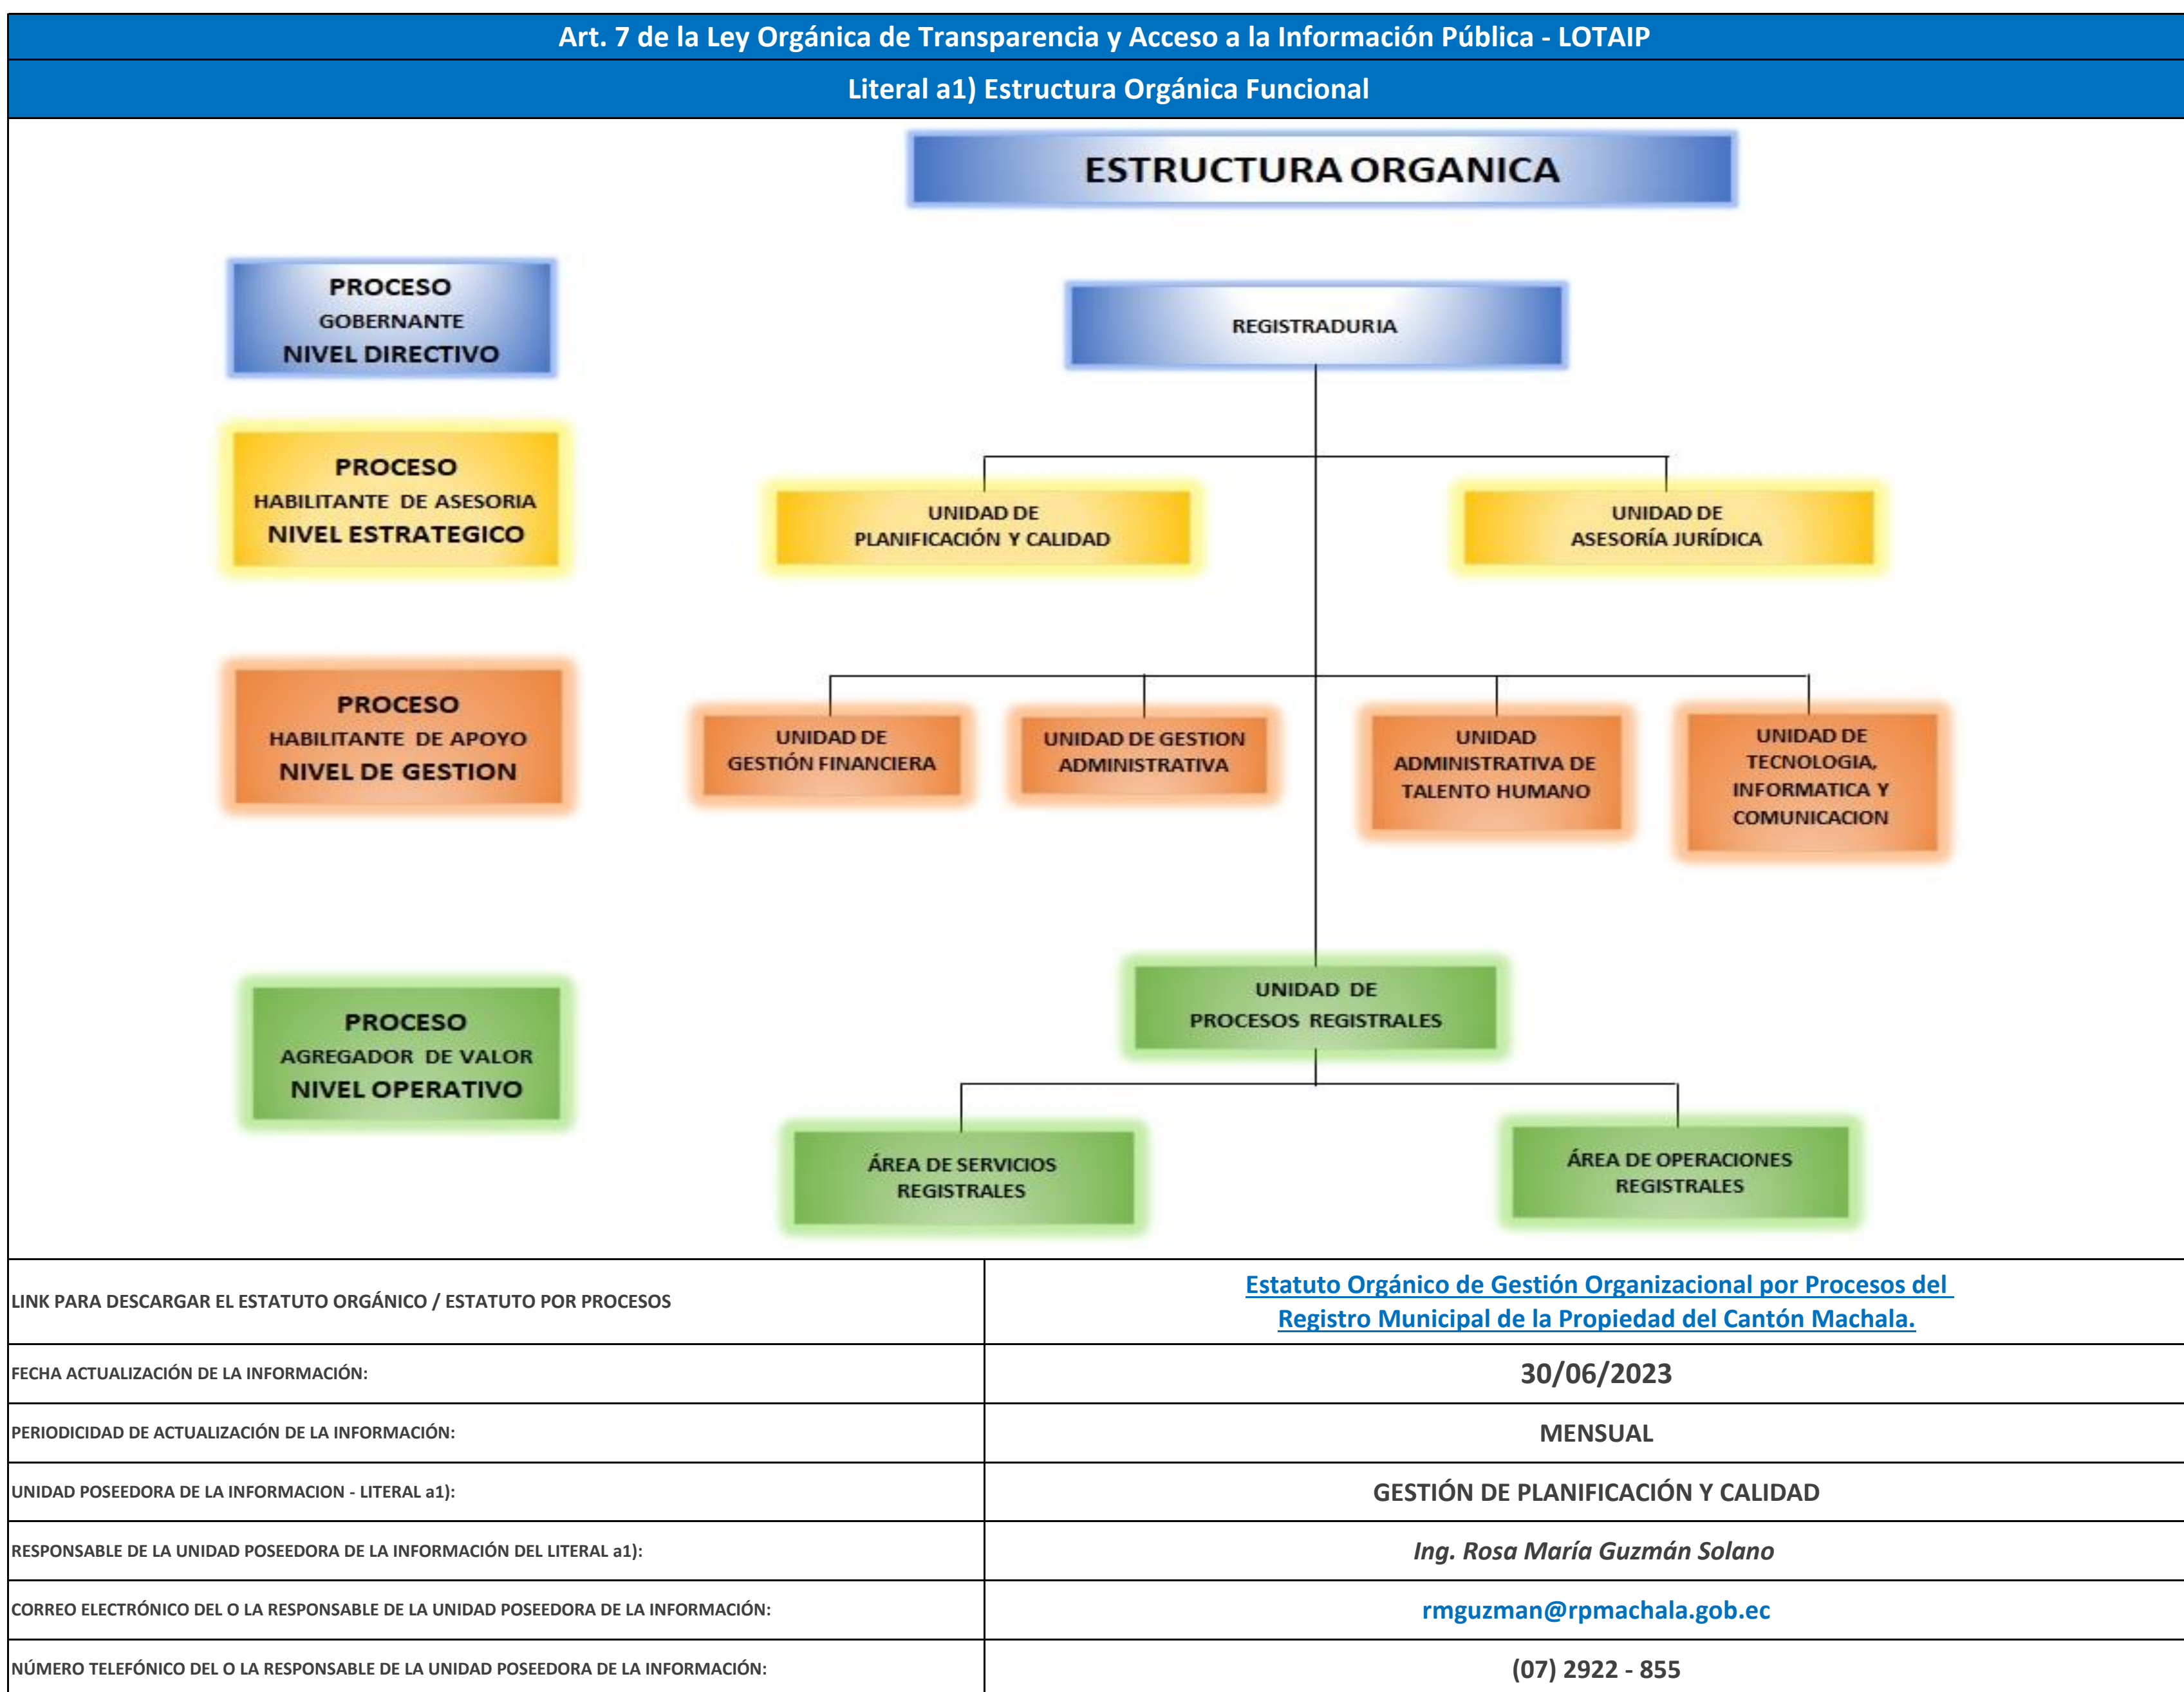 Art. 7 de la Ley Orgánica de Transparencia y Acceso a la Información Pública - LOTAIP
Literal a1) Estructura Orgánica Funcional
ESTRUCTURA ORGANICA
PROCESO
GOBERNANTE
NIVEL DIRECTIVO
REGISTRADURIA
PROCESO
HABILITANTE DE ASESORIA
NIVEL ESTRATEGICO
UNIDAD DE
PLANIFICACIÓN Y CALIDAD
UNIDAD DE
ASESORÍA JURÍDICA
PROCESO
HABILITANTE DE APOYO
NIVEL DE GESTION
UNIDAD DE
GESTIÓN FINANCIERA
UNIDAD DE GESTION
ADMINISTRATIVA
UNIDAD
ADMINISTRATIVA DE
TALENTO HUMANO
UNIDAD DE
TECNOLOGIA,
INFORMATICA Y
COMUNICACION
PROCESO
AGREGADOR DE VALOR
NIVEL OPERATIVO
UNIDAD DE
PROCESOS REGISTRALES
ÁREA DE SERVICIOS
REGISTRALES
ÁREA DE OPERACIONES
REGISTRALES
LINK PARA DESCARGAR EL ESTATUTO ORGÁNICO / ESTATUTO POR PROCESOS
Estatuto Orgánico de Gestión Organizacional por Procesos del
Registro Municipal de la Propiedad del Cantón Machala.
FECHA ACTUALIZACIÓN DE LA INFORMACIÓN:
30/06/2023
PERIODICIDAD DE ACTUALIZACIÓN DE LA INFORMACIÓN:
MENSUAL
UNIDAD POSEEDORA DE LA INFORMACION - LITERAL a1):
GESTIÓN DE PLANIFICACIÓN Y CALIDAD
RESPONSABLE DE LA UNIDAD POSEEDORA DE LA INFORMACIÓN DEL LITERAL a1):
Ing. Rosa María Guzmán Solano
CORREO ELECTRÓNICO DEL O LA RESPONSABLE DE LA UNIDAD POSEEDORA DE LA INFORMACIÓN:
rmguzman@rpmachala.gob.ec
NÚMERO TELEFÓNICO DEL O LA RESPONSABLE DE LA UNIDAD POSEEDORA DE LA INFORMACIÓN:
(07) 2922 - 855